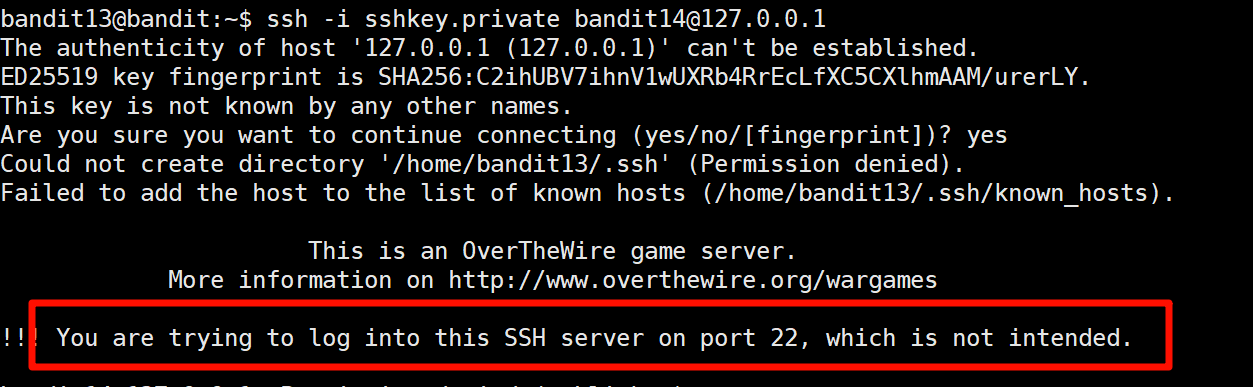 bandit13@bandit:~$ ssh -i sshkey.private bandit14@127.0.0.1
The authenticity of host '127.0.0.1 (127.0.0.1)' can't be established.
ED25519 key fingerprint is SHA256:C2ihUBV7ihnV1wUXRb4RrEcLfXC5CXlhmAAM/urerLY.
This key is not known by any other names.
Are you sure you want to continue connecting (yes/no/[fingerprint])? yes
Could not create directory '/home/bandit13/.ssh' (Permission denied).
Failed to add the host to the list of known hosts (/home/bandit13/.ssh/known_hosts).
This is an OverTheWire game server.
More information on http://www.overthewire.org/wargames
!!! You are trying to log into this SSH server on port 22, which is not intended.